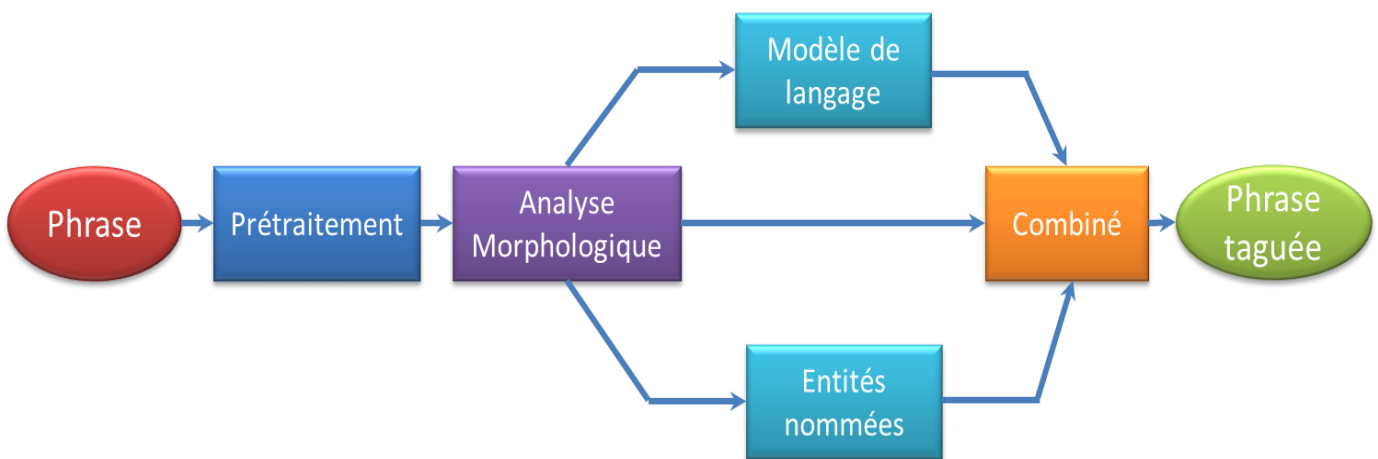 Phrase
Prétraitement
Analyse
Morphologique
Modèle de
langage
Entités
nommées
Combiné
Phrase
taguée